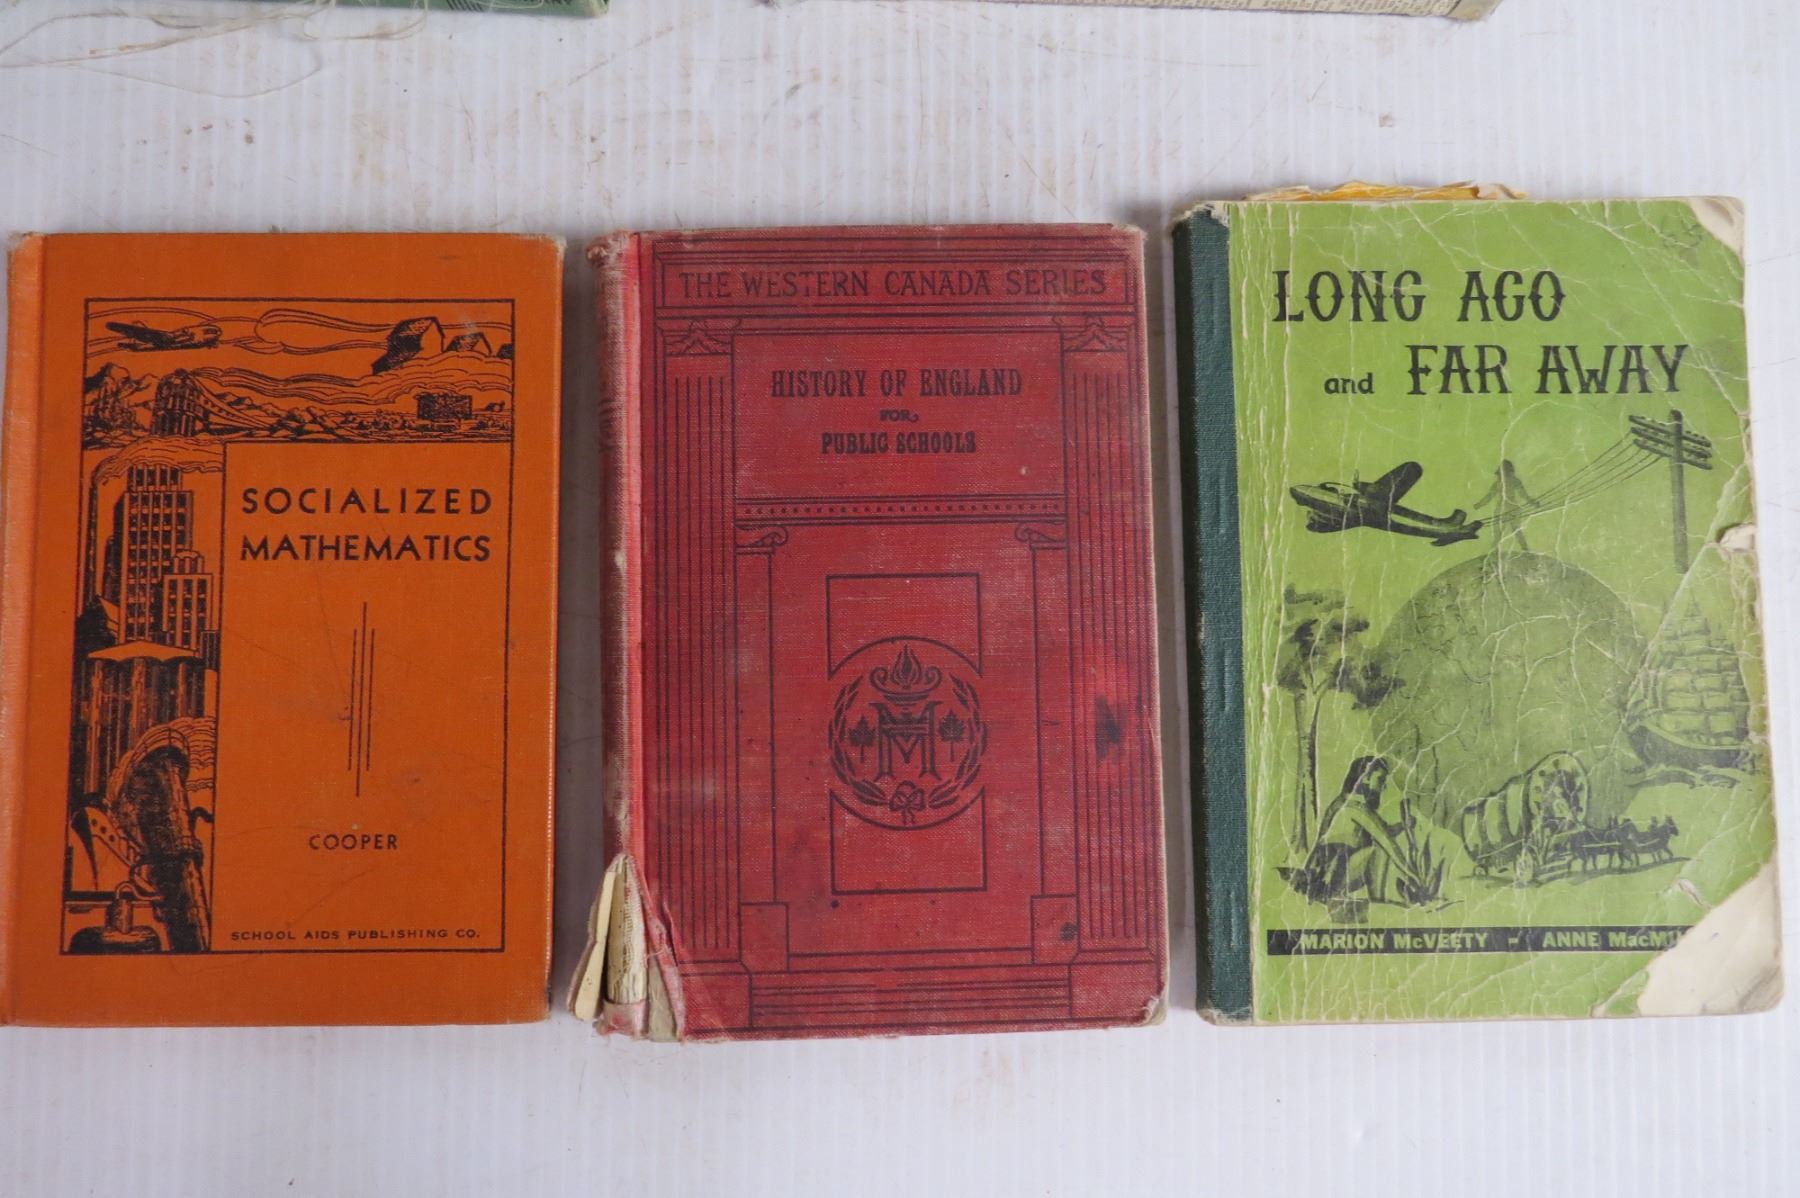 SOCIALIZED
MATHEMATICS
COOPER
SCHOOL AIDS PUBLISHING CO.
THE WESTERN CANADA SERIES
HISTORY OF ENGLAND
FOR
PUBLIC SCHOOLS
LONG AGO
and FAR AWAY
MARION McVEETY - ANNE